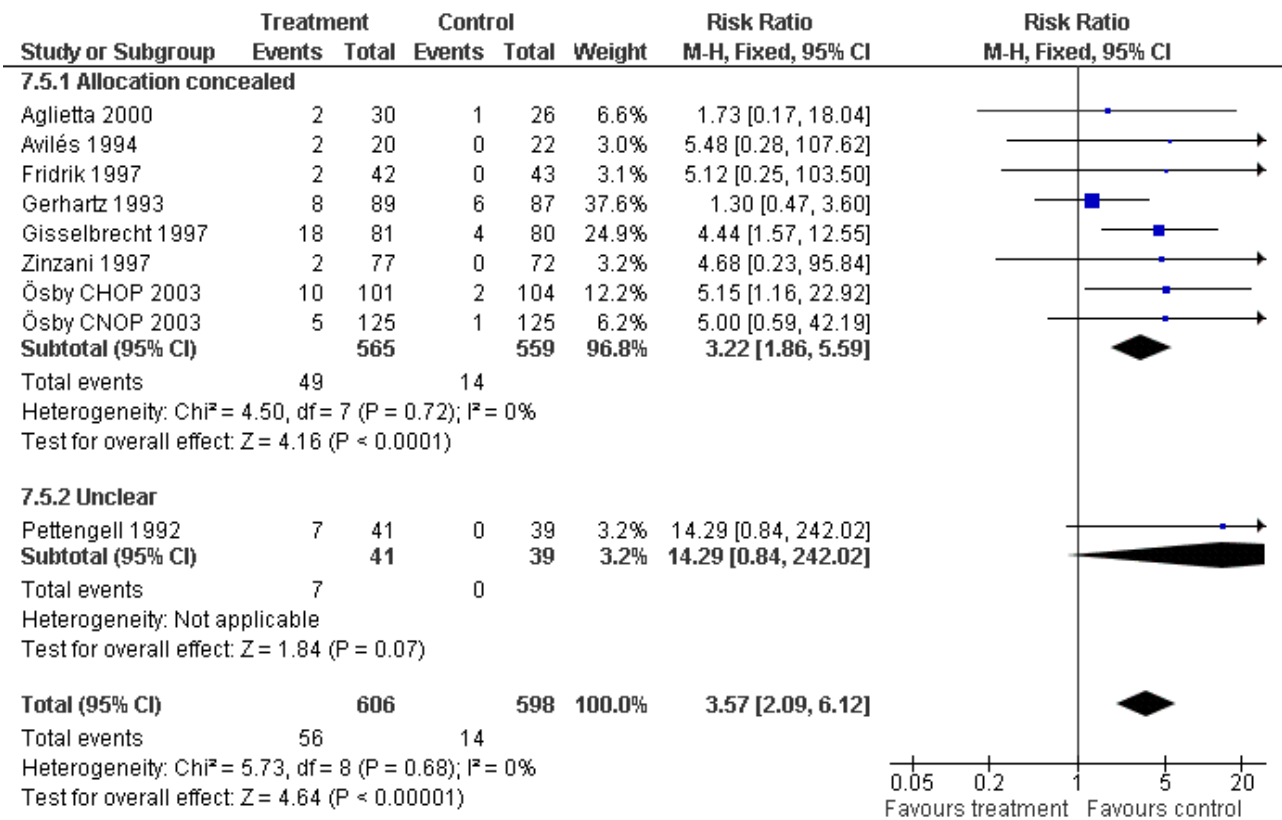 Treatment Control Risk Ratio Risk Ratio
Study or Subgroup Events Total Events Total Weight M-H, Fixed, 95% CI M-H, Fixed, 95% CI
7.5.1 Allocation concealed
Aglietta 2000 2 30 1 26 6.6% 1.73 [0.17, 18.04]
Avilés 1994 2 20 0 22 3.0% 5.48 [0.28, 107.62]
Fridrik 1997 2 42 0 43 3.1% 5.12 [0.25, 103.50]
Gerhartz 1993 8 89 6 87 37.6% 1.30 [0.47, 3.60]
Gisselbrecht 1997 18 81 4 80 24.9% 4.44 [1.57, 12.55]
Zinzani 1997 2 77 0 72 3.2% 4.68 [0.23, 95.84]
Ösby CHOP 2003 10 101 2 104 12.2% 5.15 [1.16, 22.92]
Ösby CNOP 2003 5 125 1 125 6.2% 5.00 [0.59, 42.19]
Subtotal (95% CI) 565 559 96.8% 3.22 [1.86, 5.59]
Total events 49 14
Heterogeneity: Chi² = 4.50, df = 7 (P = 0.72); I² = 0%
Test for overall effect: Z = 4.16 (P < 0.0001)
7.5.2 Unclear
Pettengell 1992 7 41 0 39 3.2% 14.29 [0.84, 242.02]
Subtotal (95% CI) 41 39 3.2% 14.29 [0.84, 242.02]
Total events 7 0
Heterogeneity: Not applicable
Test for overall effect: Z = 1.84 (P = 0.07)
Total (95% CI) 606 598 100.0% 3.57 [2.09, 6.12]
Total events 56 14
Heterogeneity: Chi² = 5.73, df = 8 (P = 0.68); I² = 0%
Test for overall effect: Z = 4.64 (P < 0.00001)
0.05 0.2 1 5 20
Favours treatment Favours control